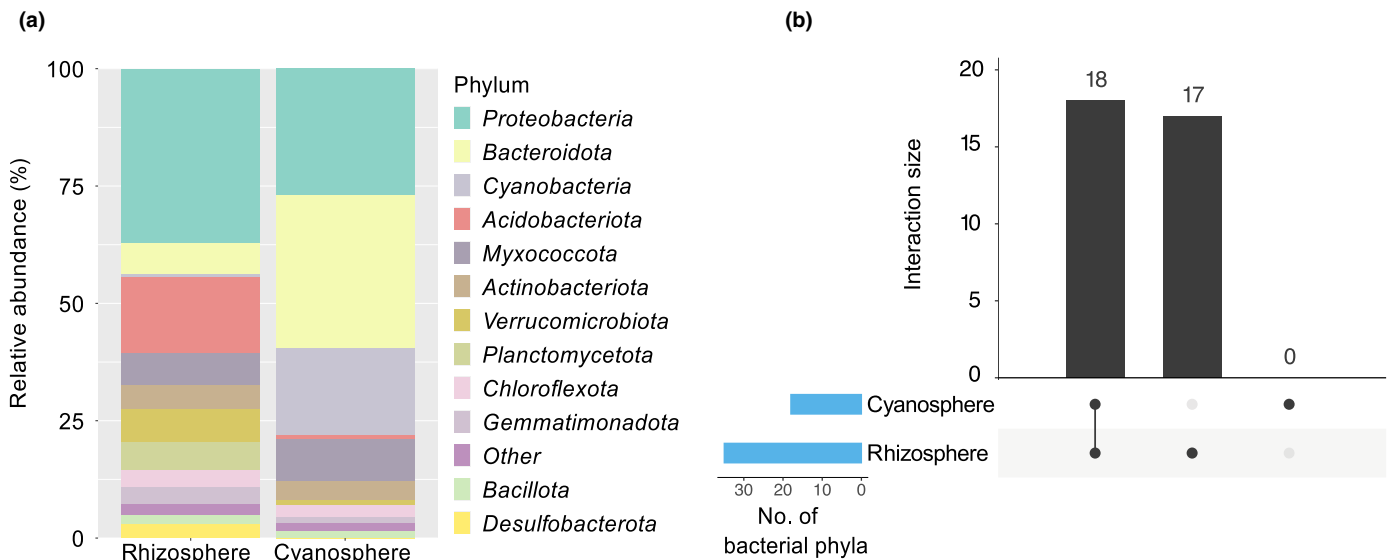 (a)
Relative abundance (%)
100
75
50
25
0
Rhizosphere
Cyanosphere
Phylum
Proteobacteria
Bacteroidota
Cyanobacteria
Acidobacteriota
Myxococcota
Actinobacteriota
Verrucomicrobiota
Planctomycetota
Chloroflexota
Gemmatimonadota
Other
Bacillota
Desulfobacterota
(b)
Interaction size
20
15
10
5
0
18
17
0
Cyanosphere
Rhizosphere
30 20 10 0
No. of
bacterial phyla